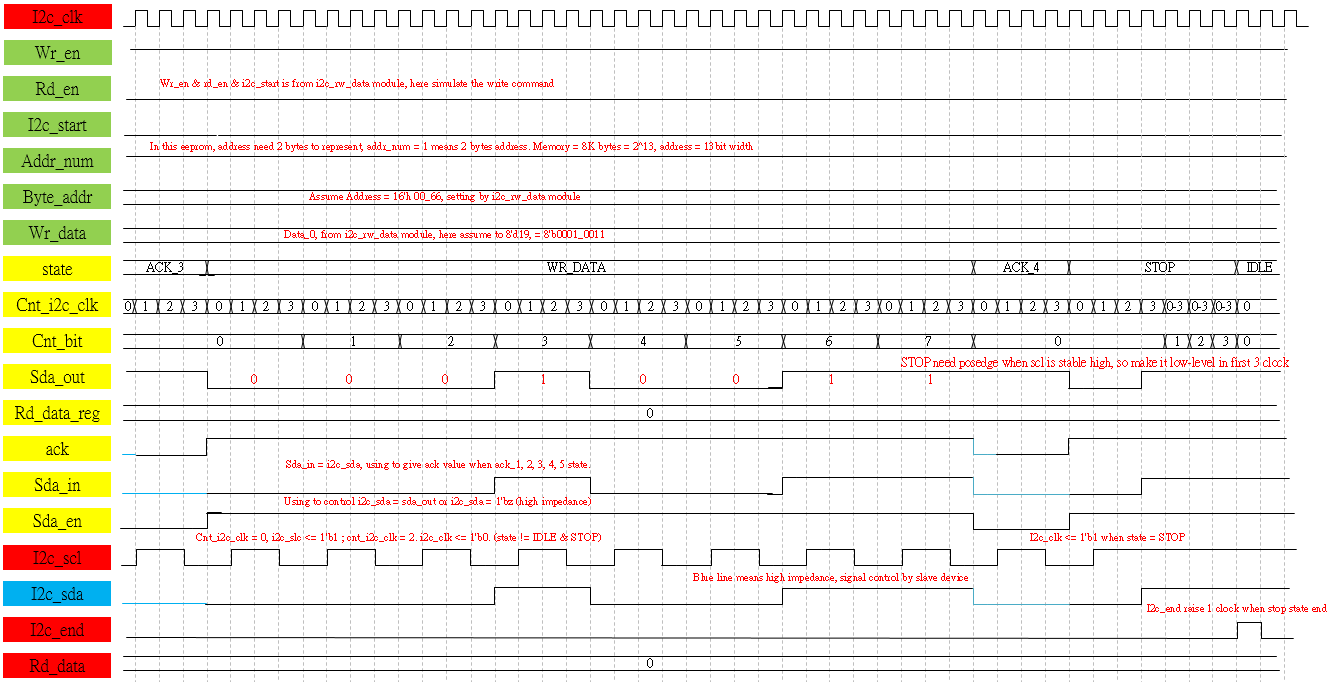 I2c_clk
Wr_en
Rd_en
Wr_en & rd_en & i2c_start is from i2c_rw_data module, here simulate the write command
I2c_start
In this eeprom, address need 2 bytes to represent, addr_num = 1 means 2 bytes address. Memory = 8K bytes = 2^13, address = 13bit width
Addr_num
Byte_addr
Assume Address = 16'h 00_66, setting by i2c_rw_data module
Wr_data
Data_0, from i2c_rw_data module, here assume to 8'd19, = 8'b0001_0011
state ACK_3 WR_DATA ACK_4 STOP IDLE
Cnt_i2c_clk 0 1 2 3 0 1 2 3 0 1 2 3 0 1 2 3 0 1 2 3 0 1 2 3 0 1 2 3 0 1 2 3 0 1 2 3 0 1 2 3 0 1 2 3 0-3 0-3 0-3 0
Cnt_bit 0 1 2 3 4 5 6 7 0 1 2 3 0
STOP need posedge when scl is stable high, so make it low-level in first 3 clock
Sda_out 0 0 0 1 0 0 1 1
Rd_data_reg 0
ack
Sda_in = i2c_sda, using to give ack value when ack_1, 2, 3, 4, 5 state.
Sda_in
Using to control i2c_sda = sda_out or i2c_sda = 1'bz (high impedance)
Sda_en
Cnt_i2c_clk = 0, i2c_slc <= 1'b1 ; cnt_i2c_clk = 2. i2c_clk <= 1'b0. (state != IDLE & STOP)
I2c_clk <= 1'b1 when state = STOP
I2c_scl
Blue line means high impedance, signal control by slave device
I2c_sda
I2c_end raise 1 clock when stop state end
I2c_end
Rd_data 0